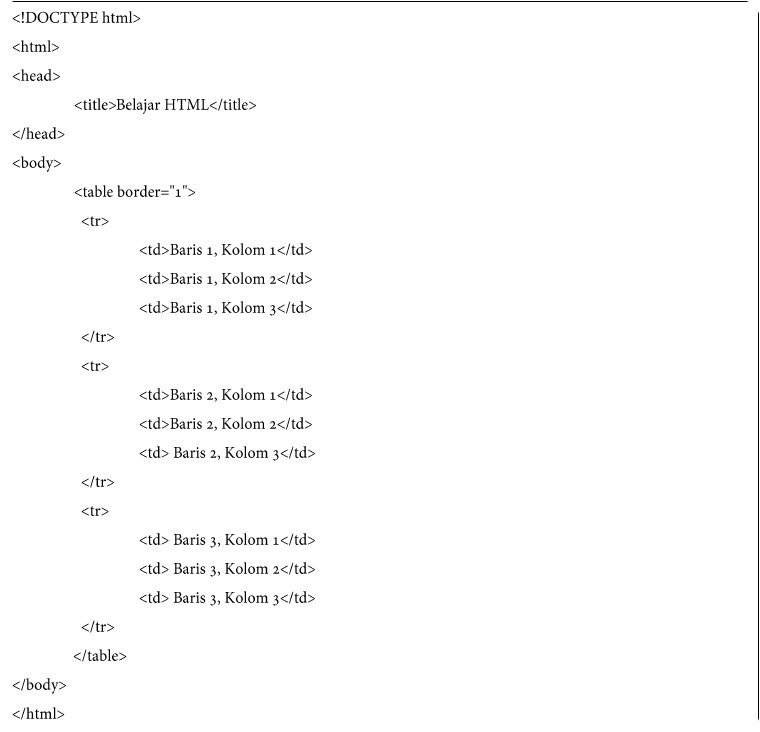 <!DOCTYPE html>
<html>
<head>
<title>Belajar HTML</title>
</head>
<body>
<table border="1">
<tr>
<td>Baris 1, Kolom 1</td>
<td>Baris 1, Kolom 2</td>
<td>Baris 1, Kolom 3</td>
</tr>
<tr>
<td>Baris 2, Kolom 1</td>
<td>Baris 2, Kolom 2</td>
<td> Baris 2, Kolom 3</td>
</tr>
<tr>
<td> Baris 3, Kolom 1</td>
<td> Baris 3, Kolom 2</td>
<td> Baris 3, Kolom 3</td>
</tr>
</table>
</body>
</html>